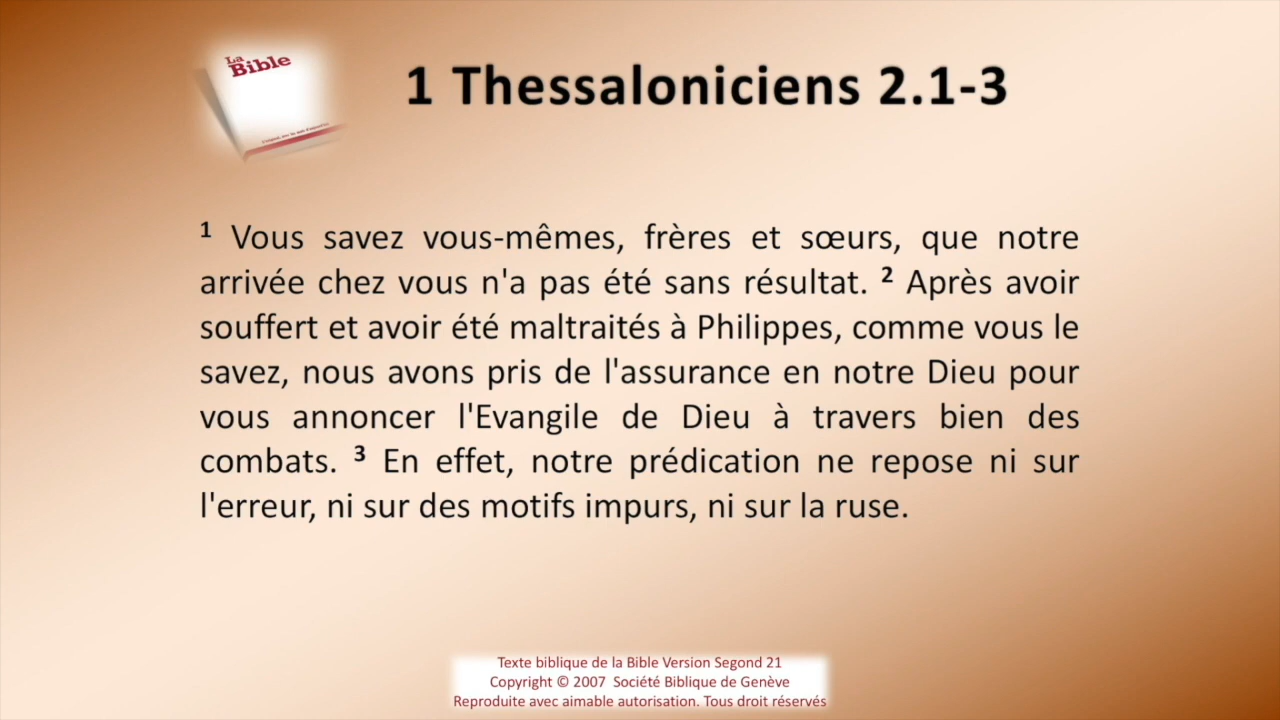 La
Bible
1 Thessaloniciens 2.1-3
1 Vous savez vous-mêmes, frères et sœurs, que notre
arrivée chez vous n'a pas été sans résultat. 2 Après avoir
souffert et avoir été maltraités à Philippes, comme vous le
savez, nous avons pris de l'assurance en notre Dieu pour
vous annoncer l'Evangile de Dieu à travers bien des
combats. 3 En effet, notre prédication ne repose ni sur
l'erreur, ni sur des motifs impurs, ni sur la ruse.
Texte biblique de la Bible Version Segond 21
Copyright © 2007 Société Biblique de Genève
Reproduite avec aimable autorisation. Tous droit réservés